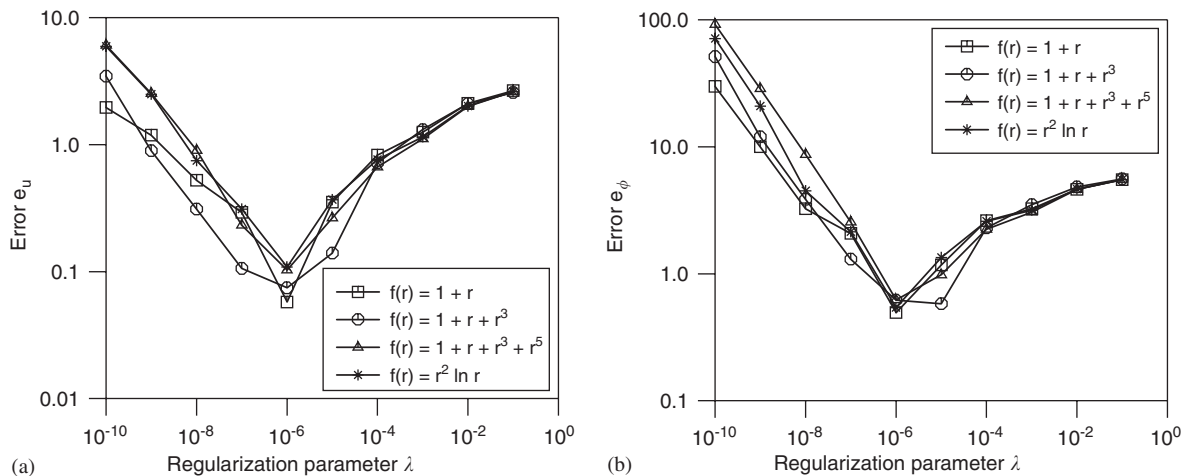 10.0
1.0
0.1
0.01
Error e_u
f(r) = 1 + r
f(r) = 1 + r + r^3
f(r) = 1 + r + r^3 + r^5
f(r) = r^2 ln r
10^-10
10^-8
10^-6
10^-4
10^-2
10^0
(a)
Regularization parameter λ
100.0
10.0
1.0
0.1
Error e_ϕ
f(r) = 1 + r
f(r) = 1 + r + r^3
f(r) = 1 + r + r^3 + r^5
f(r) = r^2 ln r
10^-10
10^-8
10^-6
10^-4
10^-2
10^0
(b)
Regularization parameter λ